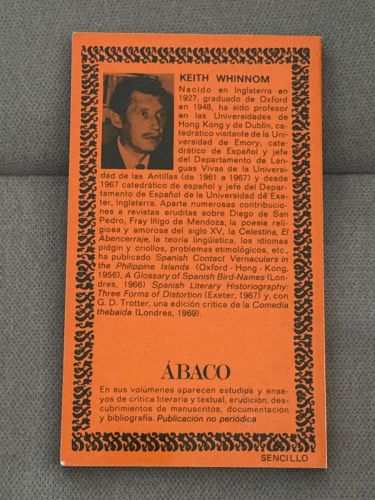 KEITH WHINNOM
Nacido en Inglaterra en
1927, graduado de Oxford
en 1948, ha sido profesor
en las Universidades de
Hong Kong y de Dublín, ca-
tedrático visitante de la Uni-
versidad de Emory, cate-
drático de Español y jefe
del Departamento de Len-
guas Vivas de la Universi-
dad de las Antillas (de 1961 a 1967) y desde
1967 catedrático de español y jefe del Depar-
tamento de Español de la Universidad de Exe-
ter, Inglaterra. Aparte numerosas contribucio-
nes a revistas eruditas sobre Diego de San
Pedro, Fray Iñigo de Mendoza, la poesía reli-
giosa y amorosa del siglo XV, la Celestina, El
Abencerraje, la teoría lingüística, los idiomas
pidgin y criollos, problemas etimológicos, etc.,
ha publicado Spanish Contact Vernaculars in
the Philippine Islands (Oxford - Hong - Kong.
1956), A Glossary of Spanish Bird-Names (Lon-
dres, 1966) Spanish Literary Historiography:
Three Forms of Distortion (Exeter, 1967) y, con
G. D. Trotter, una edición crítica de la Comedia
thebaida (Londres, 1969).
ÁBACO
En sus volúmenes aparecen estudios y ensa-
yos de crítica literaria y textual, erudición, des-
cubrimientos de manuscritos, documentación
y bibliografía. Publicación no periódica
SENCILLO